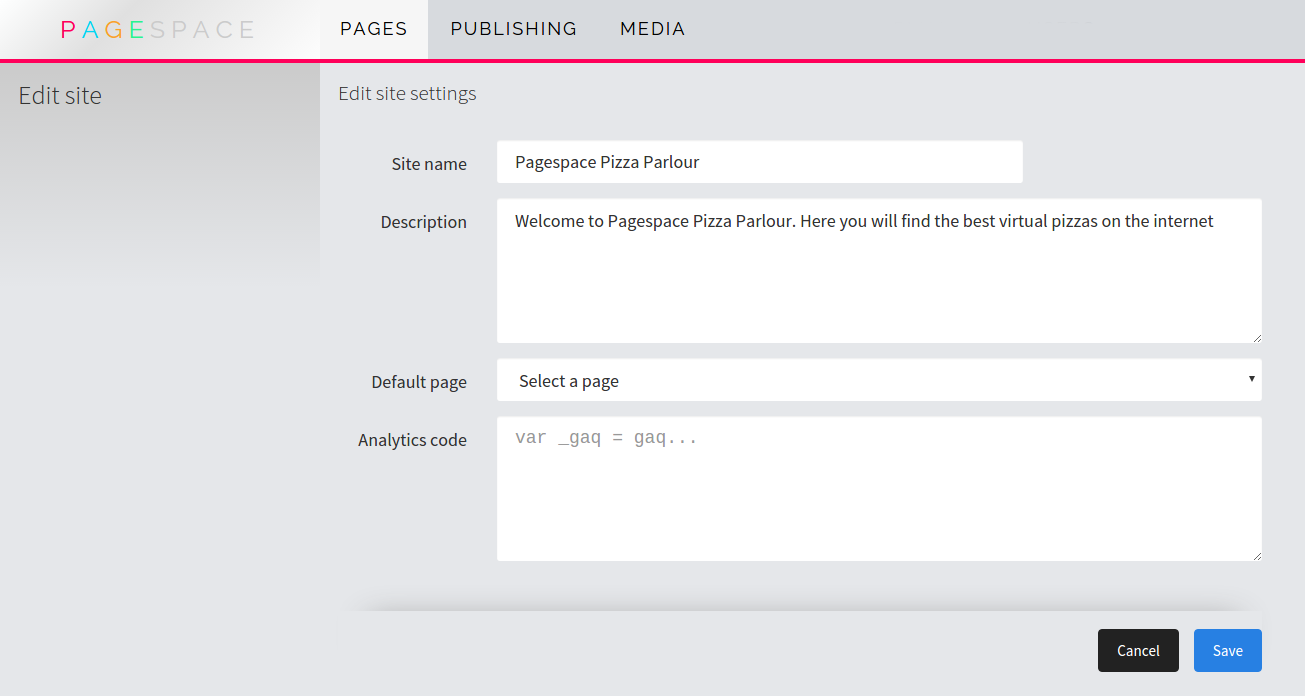 PAGESPACE
PAGES PUBLISHING MEDIA
Edit site
Edit site settings
Site name Pagespace Pizza Parlour
Description Welcome to Pagespace Pizza Parlour. Here you will find the best virtual pizzas on the internet
Default page Select a page
Analytics code var _gaq = gaq...
Cancel Save